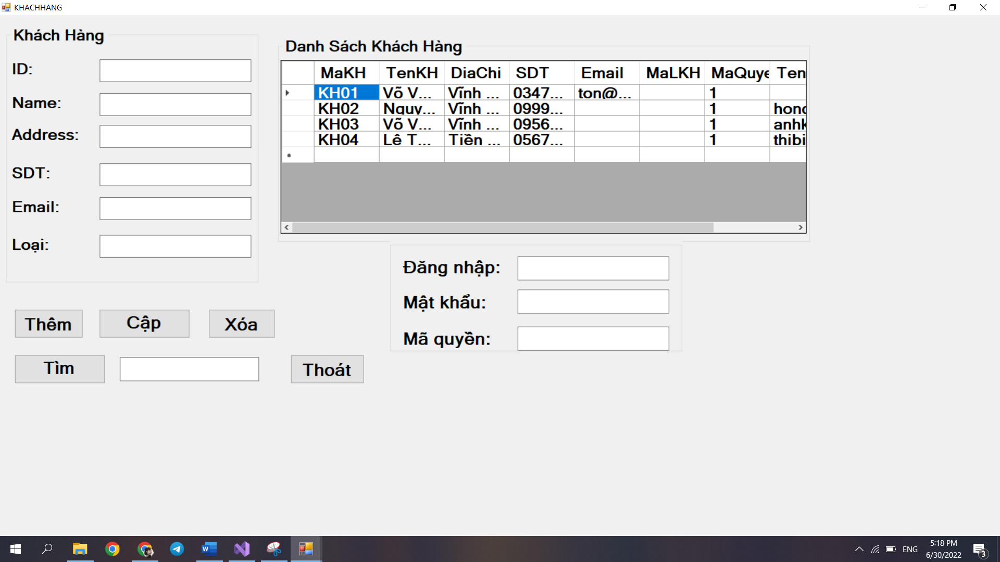 KHACHHANG
Khách Hàng
ID:
Name:
Address:
SDT:
Email:
Loại:
Danh Sách Khách Hàng
MaKH TenKH DiaChi SDT Email MaLKH MaQuye Ten
KH01 Võ V... Vĩnh ... 0347... ton@... 1
KH02 Nguy... Vĩnh ... 0999... 1
KH03 Võ V... Vĩnh ... 0956... 1
KH04 Lê T... Tiền ... 0567... 1 thibi
Đăng nhập:
Mật khẩu:
Mã quyền:
Thêm Cập Xóa
Tìm Thoát
ENG
5:18 PM
6/30/2022
3